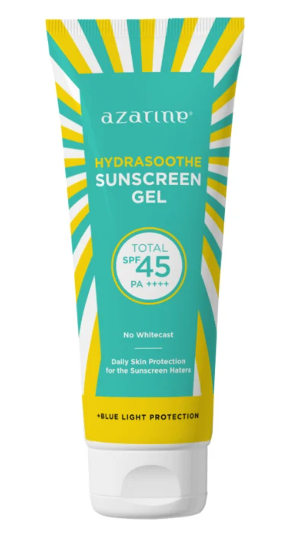 azarine®
HYDRASOOTHE
SUNSCREEN
GEL
TOTAL
SPF 45
PA ++++
No Whitecast
Daily Skin Protection
for the Sunscreen Haters
+BLUE LIGHT PROTECTION